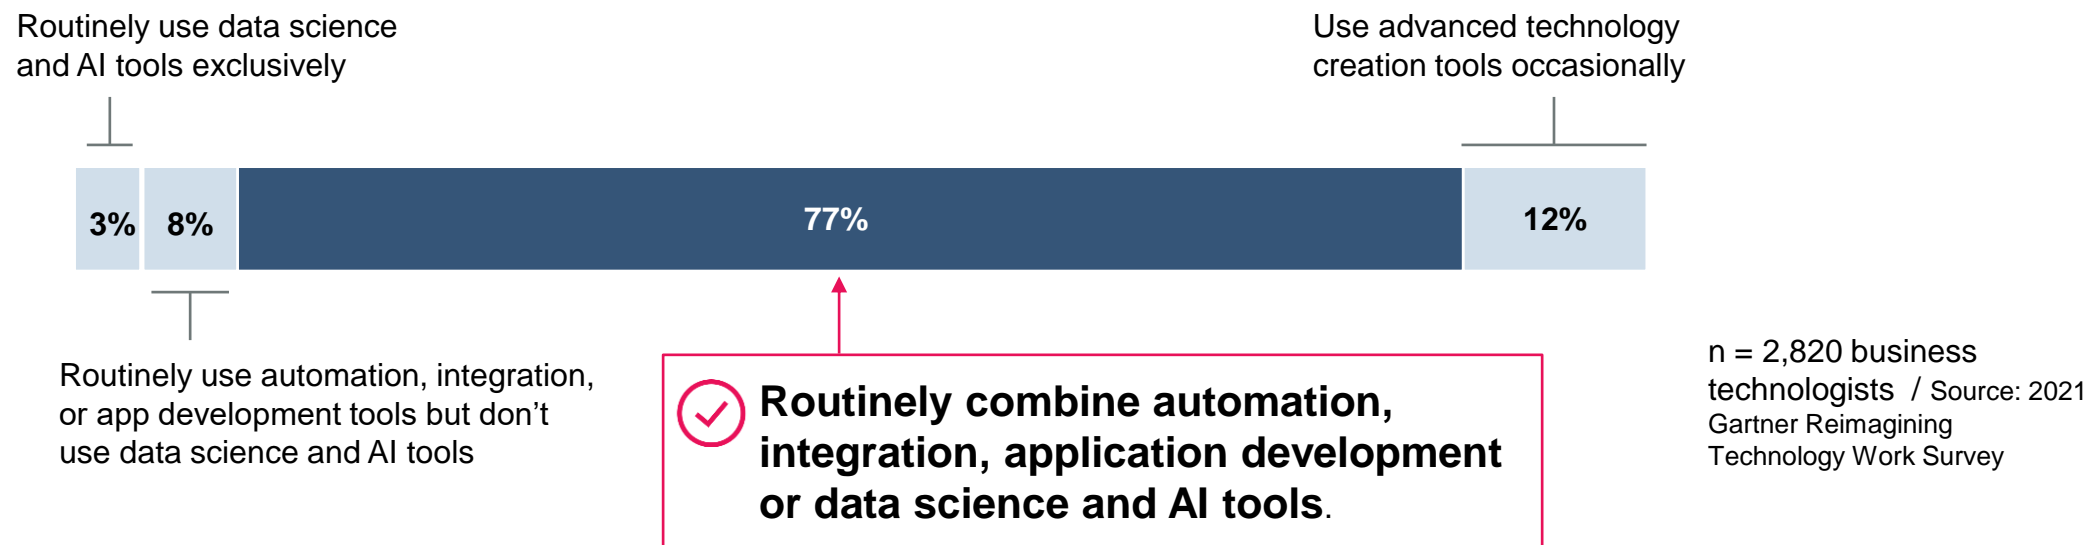 Routinely use data science
and AI tools exclusively
Use advanced technology
creation tools occasionally
3%
8%
77%
12%
Routinely use automation, integration,
or app development tools but don’t
use data science and AI tools
Routinely combine automation,
integration, application development
or data science and AI tools.
n = 2,820 business
technologists / Source: 2021
Gartner Reimagining
Technology Work Survey